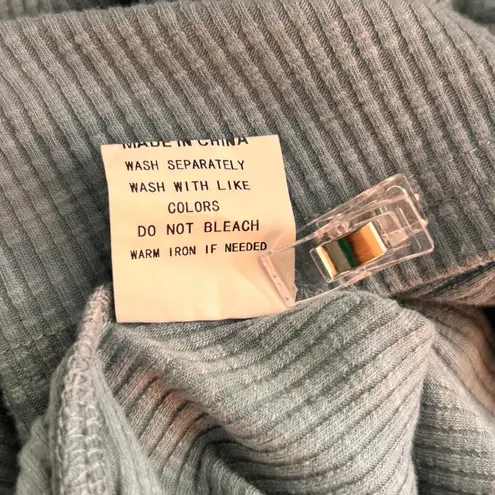 MADE IN CHINA
WASH SEPARATELY
WASH WITH LIKE
COLORS
DO NOT BLEACH
WARM IRON IF NEEDED